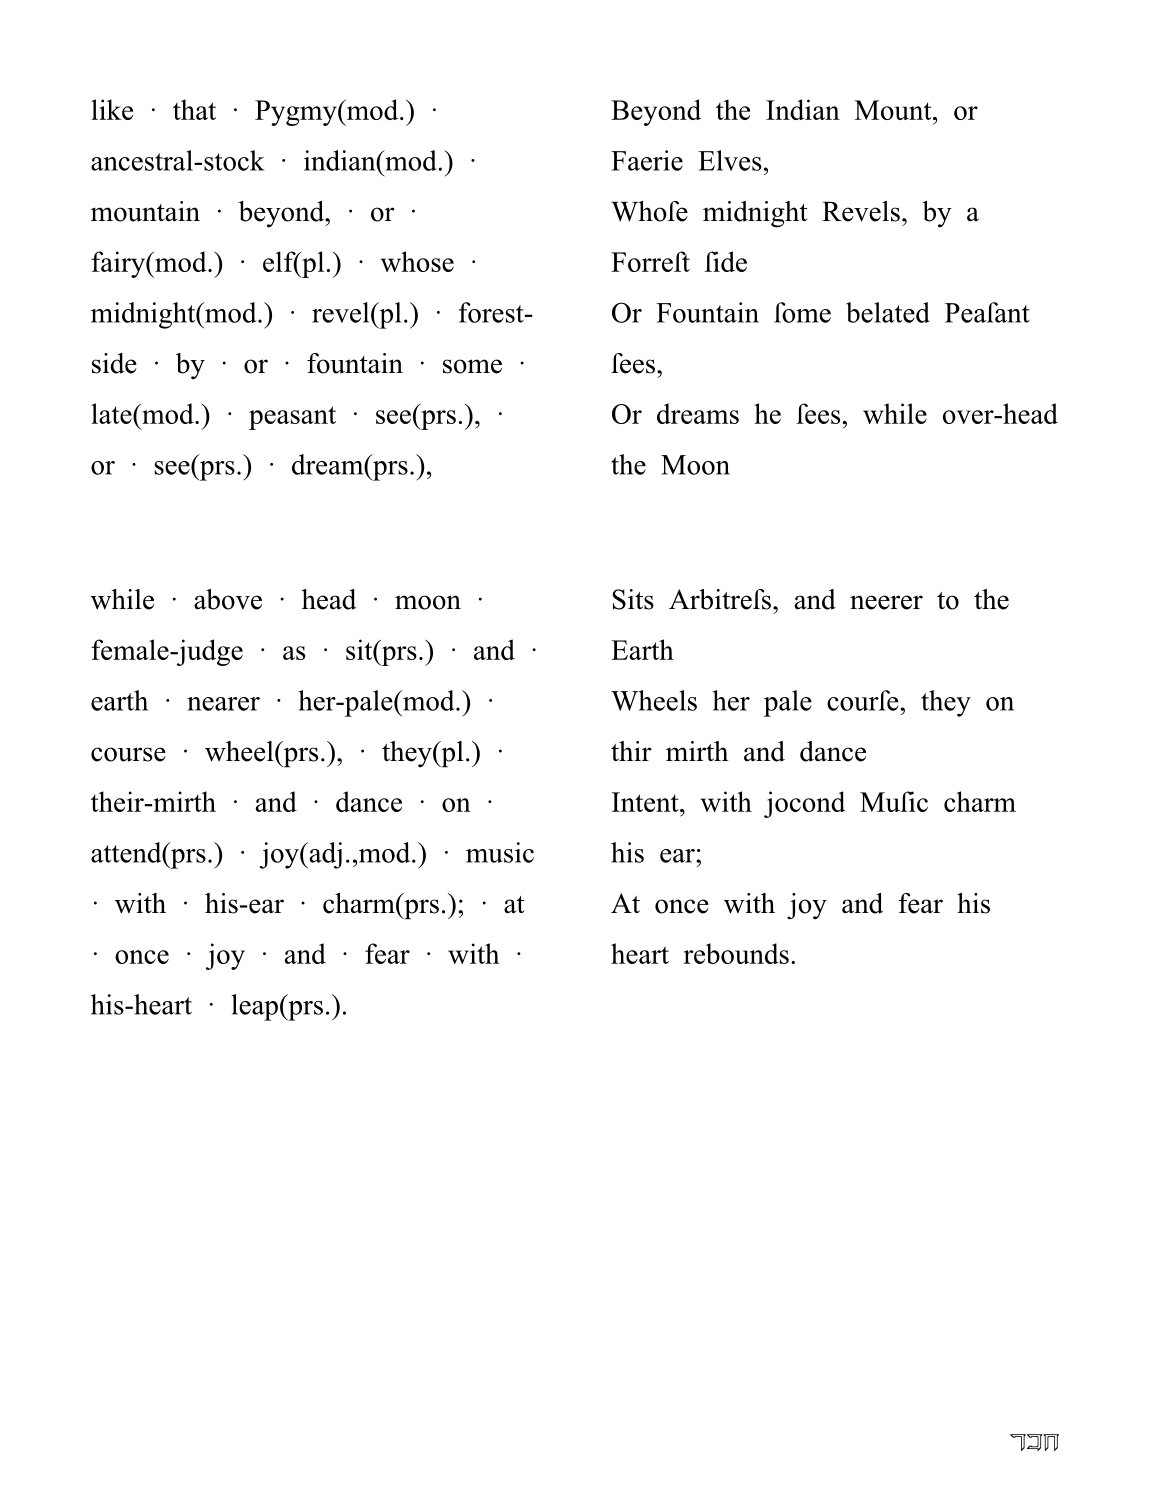 like · that · Pygmy(mod.) ·
ancestral-stock · indian(mod.) ·
mountain · beyond, · or ·
fairy(mod.) · elf(pl.) · whose ·
midnight(mod.) · revel(pl.) · forest-
side · by · or · fountain · some ·
late(mod.) · peasant · see(prs.), ·
or · see(prs.) · dream(prs.),
Beyond the Indian Mount, or
Faerie Elves,
Whoſe midnight Revels, by a
Forreſt ſide
Or Fountain ſome belated Peaſant
ſees,
Or dreams he ſees, while over-head
the Moon
while · above · head · moon ·
female-judge · as · sit(prs.) · and ·
earth · nearer · her-pale(mod.) ·
course · wheel(prs.), · they(pl.) ·
their-mirth · and · dance · on ·
attend(prs.) · joy(adj.,mod.) · music
· with · his-ear · charm(prs.); · at
· once · joy · and · fear · with ·
his-heart · leap(prs.).
Sits Arbitreſs, and neerer to the
Earth
Wheels her pale courſe, they on
thir mirth and dance
Intent, with jocond Muſic charm
his ear;
At once with joy and fear his
heart rebounds.
חבר